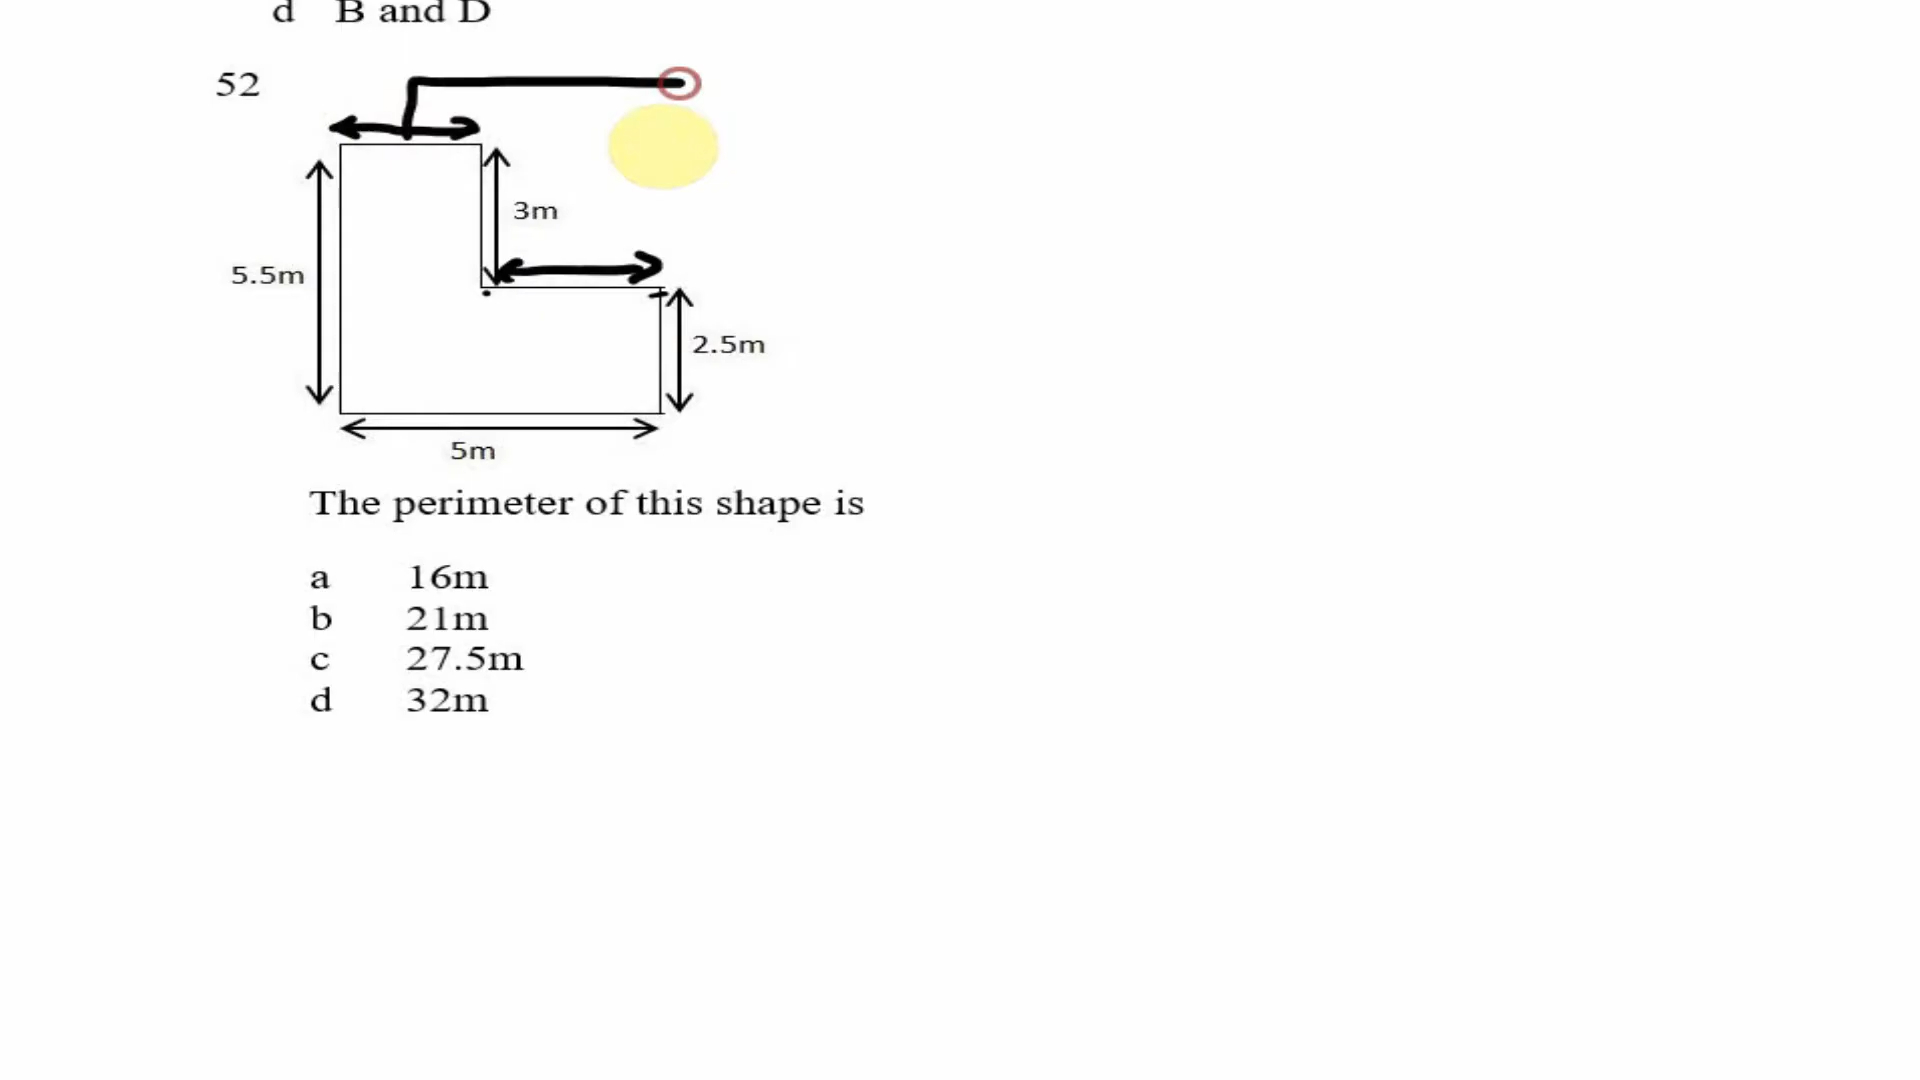 d B and D
52
3m
5.5m
2.5m
5m
The perimeter of this shape is
a 16m
b 21m
c 27.5m
d 32m